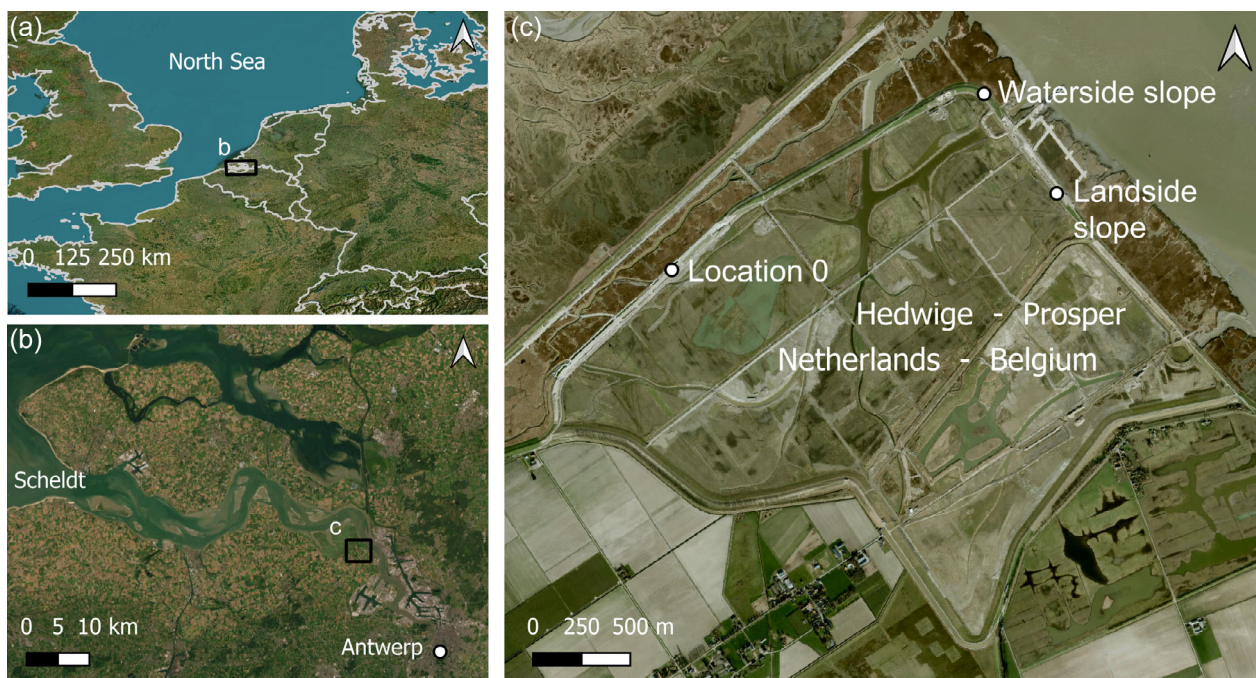 (a)
North Sea
b
0 125 250 km
(b)
Scheldt
c
0 5 10 km
Antwerp
(c)
Waterside slope
Landside
slope
Location 0
Hedwige - Prosper
Netherlands - Belgium
0 250 500 m